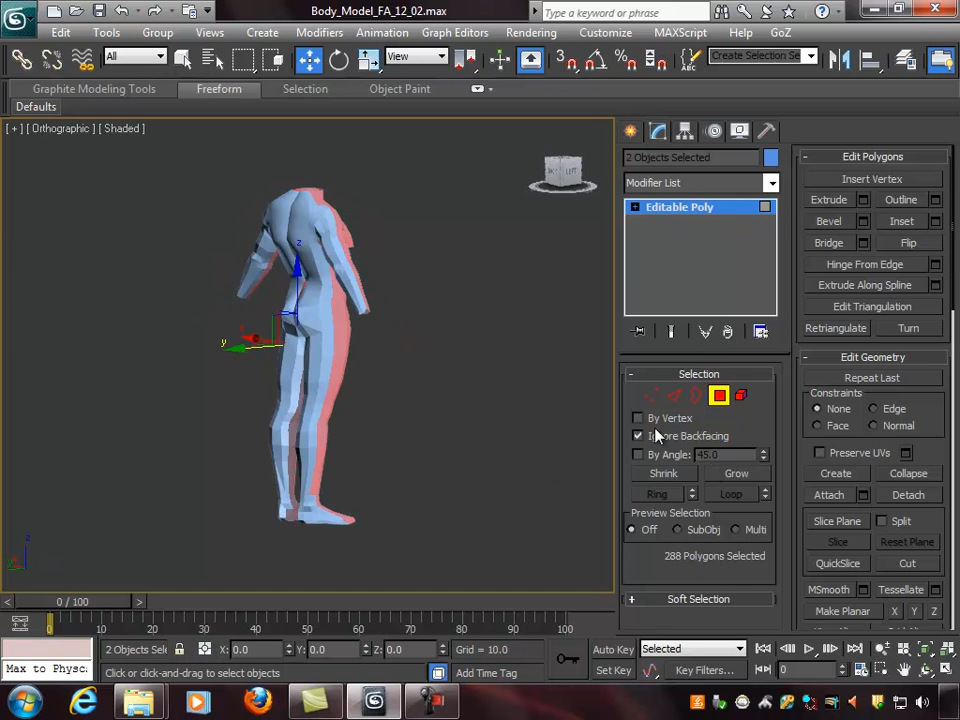 Body_Model_FA_12_02.max
Type a keyword or phrase
Edit Tools Group Views Create Modifiers Animation Graph Editors Rendering Customize MAXScript Help GoZ
All View Create Selection Se
Graphite Modeling Tools Freeform Selection Object Paint
Defaults
[ + ] [ Orthographic ] [ Shaded ]
2 Objects Selected
Modifier List
Editable Poly
Edit Polygons
Insert Vertex
Extrude Outline
Bevel Inset
Bridge Flip
Hinge From Edge
Extrude Along Spline
Edit Triangulation
Retriangulate Turn
Selection
By Vertex
Ignore Backfacing
By Angle: 45.0
Shrink Grow
Ring Loop
Preview Selection
Off SubObj Multi
288 Polygons Selected
Soft Selection
Edit Geometry
Repeat Last
Constraints
None Edge
Face Normal
Preserve UVs
Create Collapse
Attach Detach
Slice Plane Split
Slice Reset Plane
QuickSlice Cut
MSmooth Tessellate
Make Planar X Y Z
LEFT
z
y
x
z
0 / 100
0 10 20 30 40 50 60 70 80 90 100
2 Objects Sel X: 0.0 Y: 0.0 Z: 0.0 Grid = 10.0 Auto Key Selected
Max to Physc Click or click-and-drag to select objects Add Time Tag Set Key Key Filters... 0